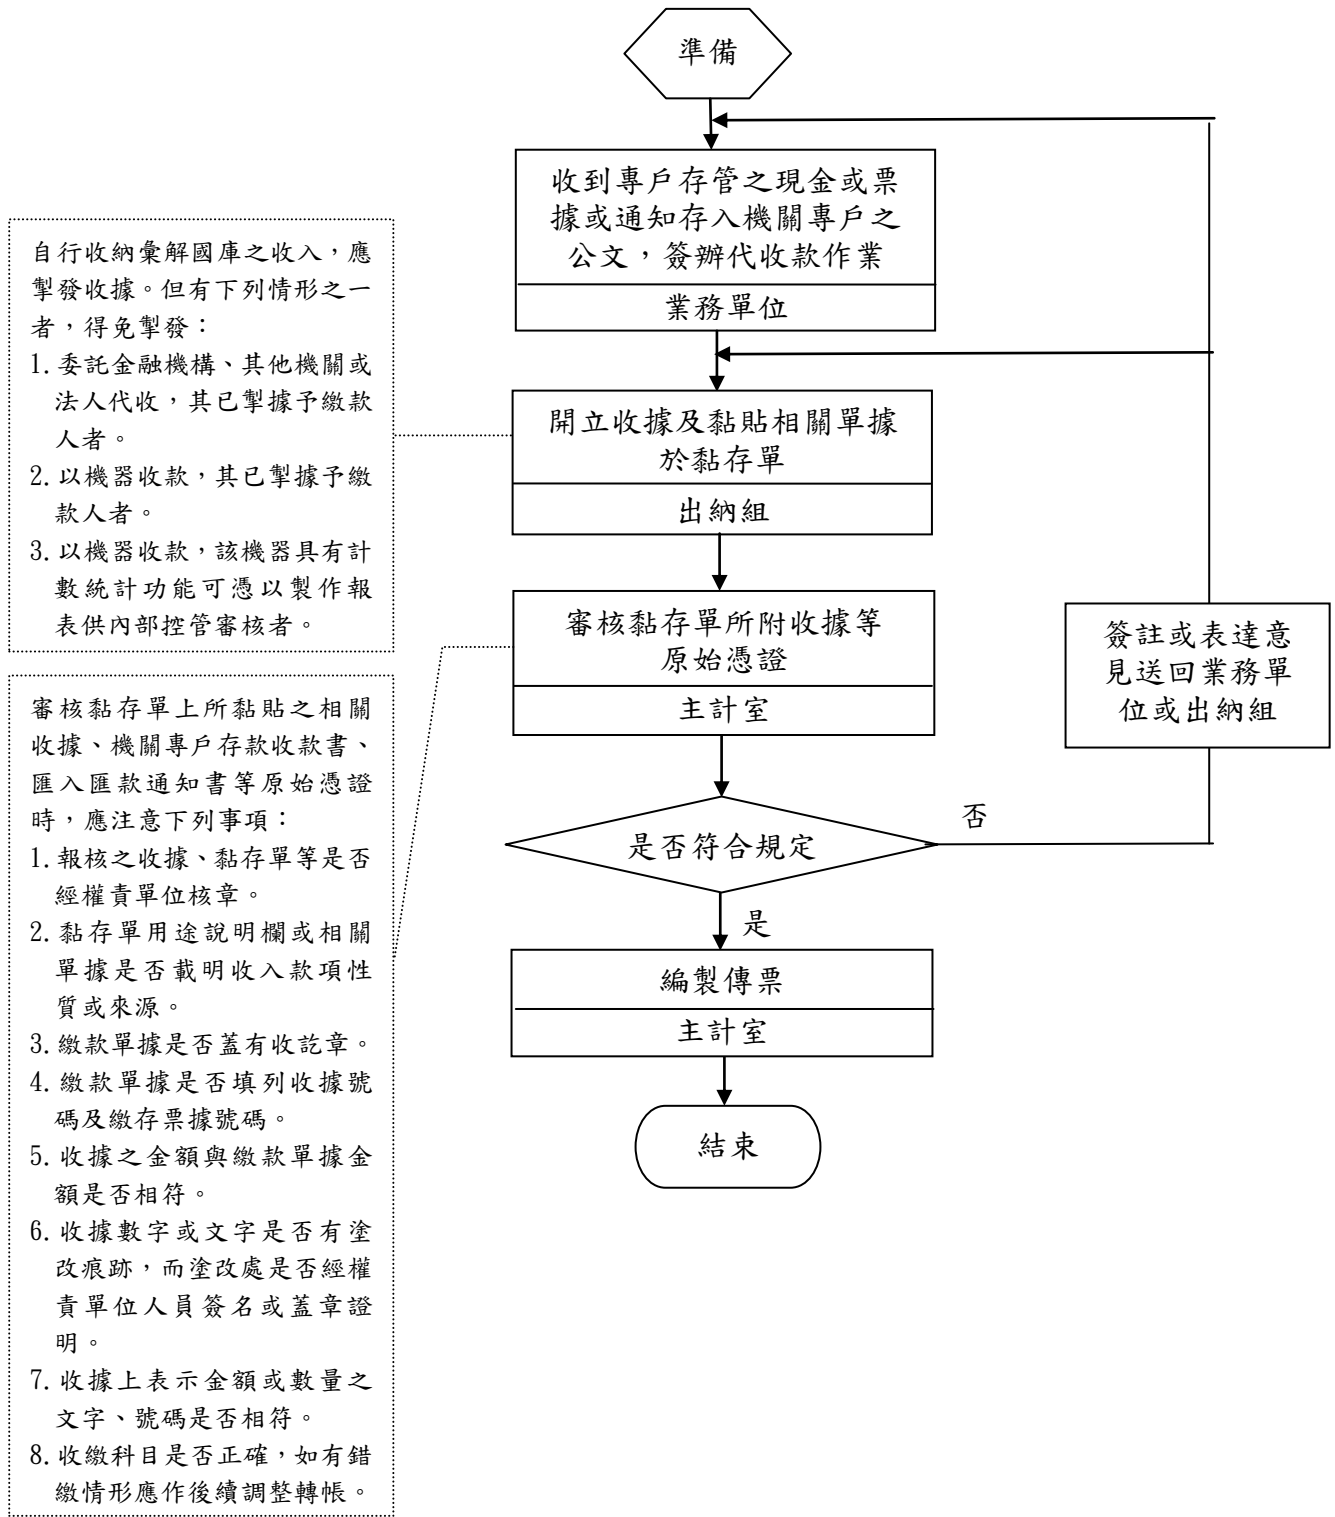 準備
收到專戶存管之現金或票
據或通知存入機關專戶之
公文，簽辦代收款作業
業務單位
自行收納彙解國庫之收入，應
掣發收據。但有下列情形之一
者，得免掣發：
1. 委託金融機構、其他機關或
法人代收，其已掣據予繳款
人者。
2. 以機器收款，其已掣據予繳
款人者。
3. 以機器收款，該機器具有計
數統計功能可憑以製作報
表供內部控管審核者。
開立收據及黏貼相關單據
於黏存單
出納組
審核黏存單所附收據等
原始憑證
主計室
簽註或表達意
見送回業務單
位或出納組
審核黏存單上所黏貼之相關
收據、機關專戶存款收款書、
匯入匯款通知書等原始憑證
時，應注意下列事項：
1. 報核之收據、黏存單等是否
經權責單位核章。
2. 黏存單用途說明欄或相關
單據是否載明收入款項性
質或來源。
3. 繳款單據是否蓋有收訖章。
4. 繳款單據是否填列收據號
碼及繳存票據號碼。
5. 收據之金額與繳款單據金
額是否相符。
6. 收據數字或文字是否有塗
改痕跡，而塗改處是否經權
責單位人員簽名或蓋章證
明。
7. 收據上表示金額或數量之
文字、號碼是否相符。
8. 收繳科目是否正確，如有錯
繳情形應作後續調整轉帳。
是否符合規定
否
是
編製傳票
主計室
結束